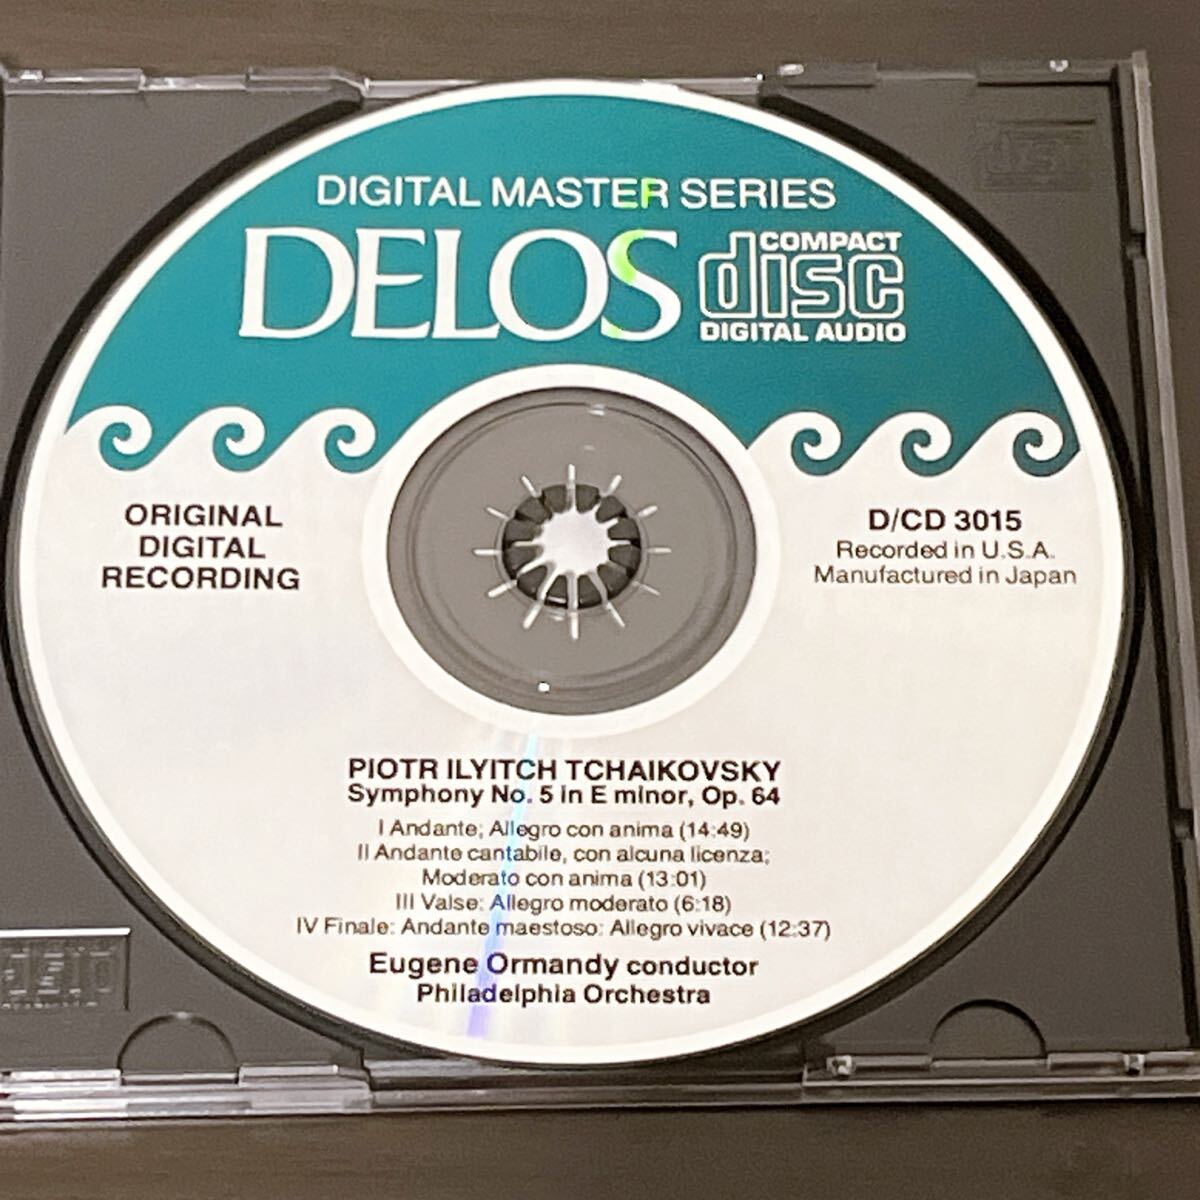 DIGITAL MASTER SERIES
DELOS
COMPACT
disc
DIGITAL AUDIO
ORIGINAL
DIGITAL
RECORDING
D/CD 3015
Recorded in U.S.A.
Manufactured in Japan
PIOTR ILYITCH TCHAIKOVSKY
Symphony No. 5 in E minor, Op. 64
I Andante; Allegro con anima (14:49)
II Andante cantabile, con alcuna licenza;
Moderato con anima (13:01)
III Valse: Allegro moderato (6:18)
IV Finale: Andante maestoso: Allegro vivace (12:37)
Eugene Ormandy conductor
Philadelphia Orchestra